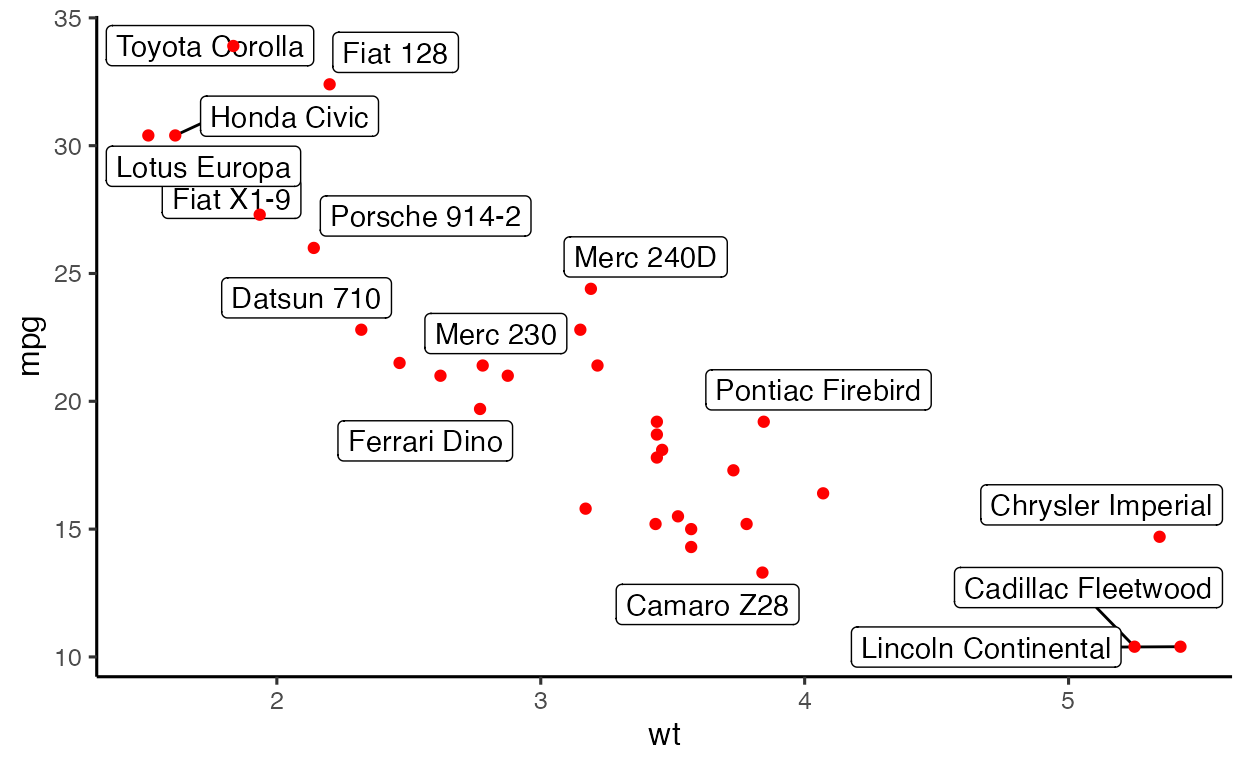 35
Toyota Corolla
Fiat 128
Honda Civic
30
Lotus Europa
Fiat X1-9
Porsche 914-2
Merc 240D
25
Datsun 710
Merc 230
mpg
Pontiac Firebird
20
Ferrari Dino
Chrysler Imperial
15
Cadillac Fleetwood
Camaro Z28
Lincoln Continental
10
2 3 4 5
wt